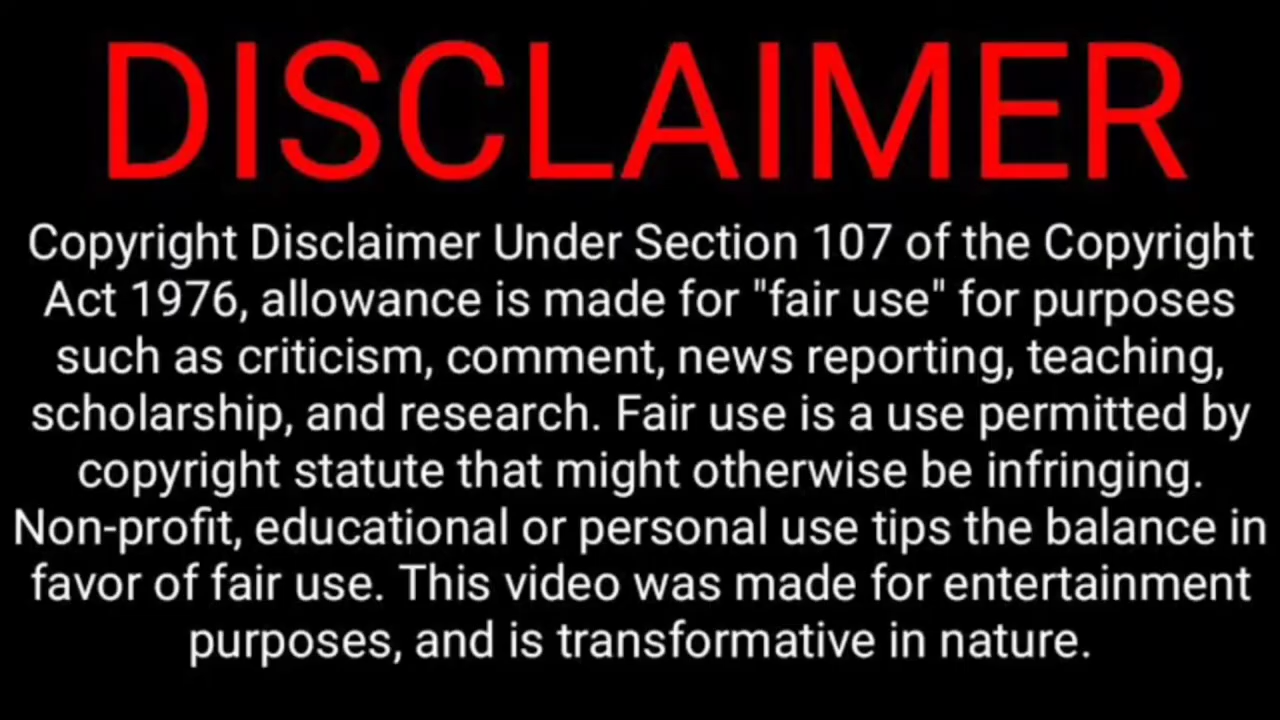 DISCLAIMER
Copyright Disclaimer Under Section 107 of the Copyright
Act 1976, allowance is made for "fair use" for purposes
such as criticism, comment, news reporting, teaching,
scholarship, and research. Fair use is a use permitted by
copyright statute that might otherwise be infringing.
Non-profit, educational or personal use tips the balance in
favor of fair use. This video was made for entertainment
purposes, and is transformative in nature.